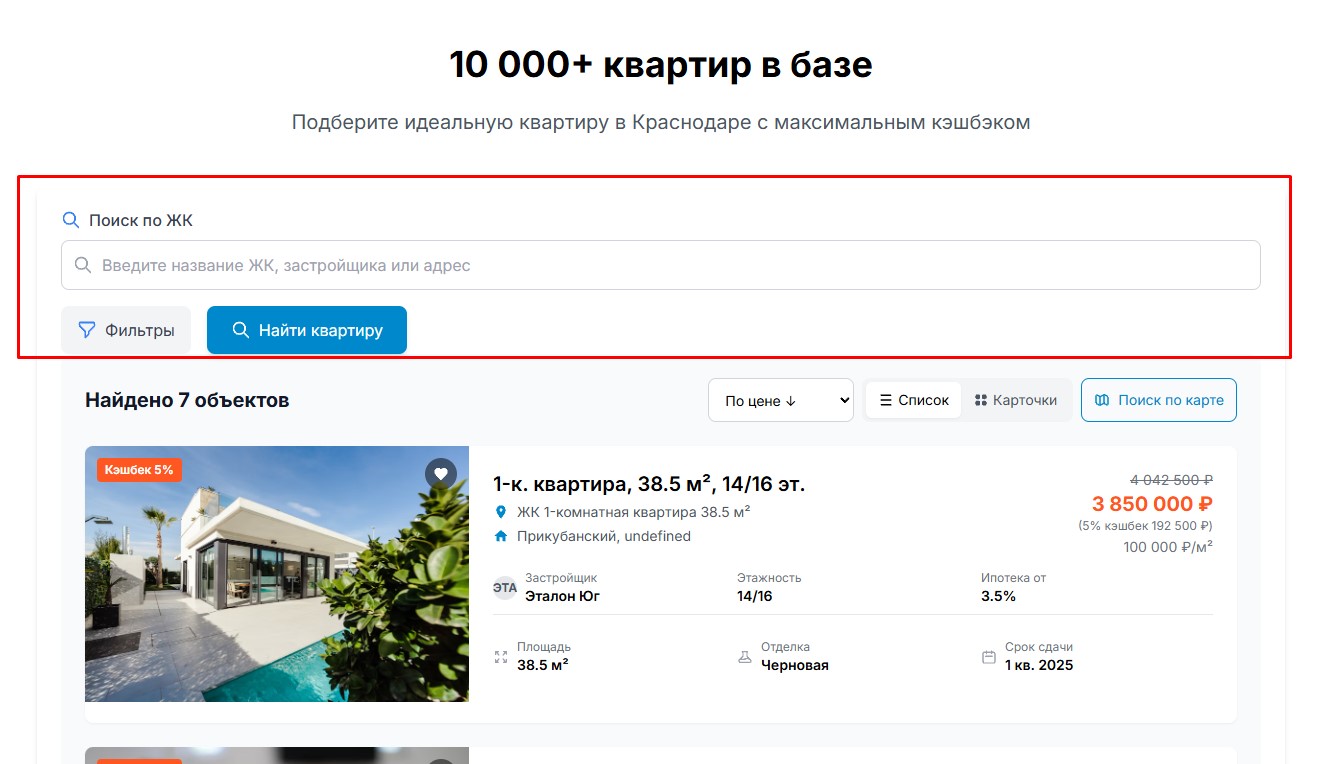 10 000+ квартир в базе
Подберите идеальную квартиру в Краснодаре с максимальным кэшбэком
Поиск по ЖК
Введите название ЖК, застройщика или адрес
Фильтры
Найти квартиру
Найдено 7 объектов
По цене ↓
Список
Карточки
Поиск по карте
Кэшбек 5%
1-к. квартира, 38.5 м², 14/16 эт.
ЖК 1-комнатная квартира 38.5 м²
Прикубанский, undefined
4 042 500 ₽
3 850 000 ₽
(5% кэшбек 192 500 ₽)
100 000 ₽/м²
ЭТА
Застройщик
Эталон Юг
Этажность
14/16
Ипотека от
3.5%
Площадь
38.5 м²
Отделка
Черновая
Срок сдачи
1 кв. 2025